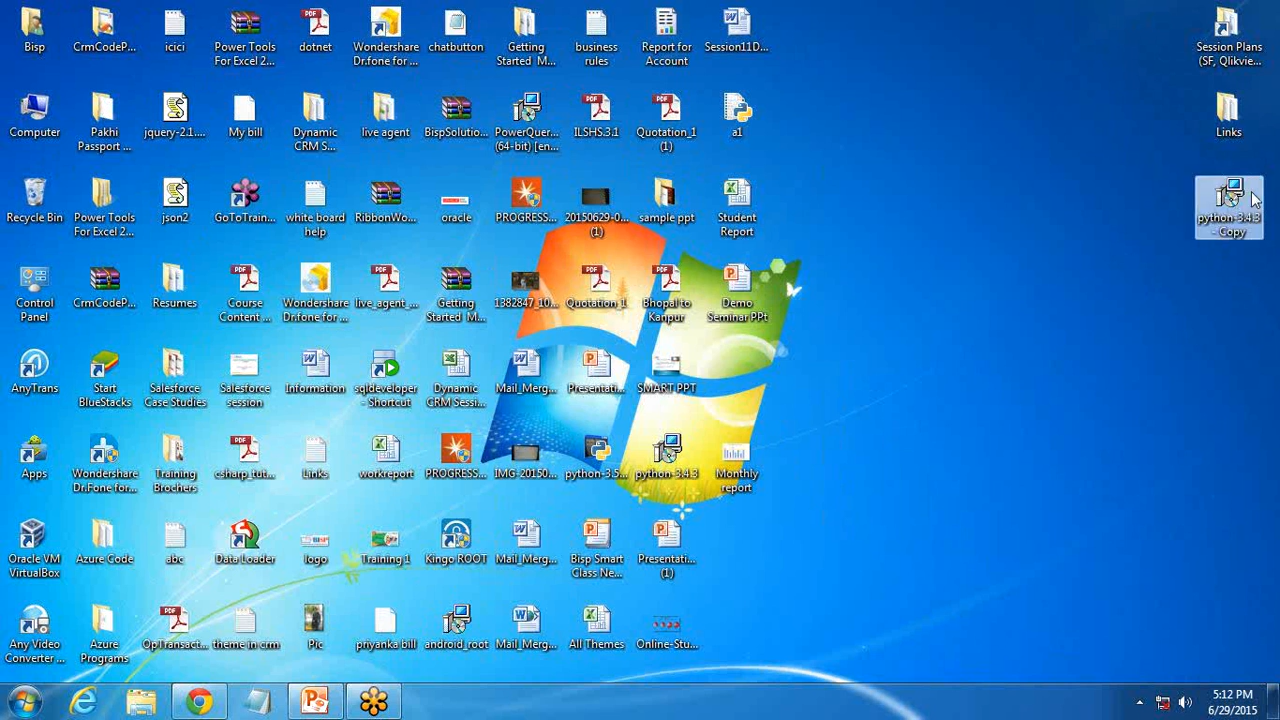 Bisp
CrmCodeP...
icici
Power Tools
For Excel 2...
dotnet
Wondershare
Dr.fone for ...
chatbutton
Getting
Started_M...
business
rules
Report for
Account
Session11D...
Session Plans
(SF, Qlikvie...
Computer
Pakhi
Passport ...
jquery-2.1....
My bill
Dynamic
CRM S...
live agent
BispSolutio...
PowerQuer...
(64-bit) [en...
ILSHS.3.1
Quotation_1
(1)
a1
Links
Recycle Bin
Power Tools
For Excel 2...
json2
GoToTrain...
white board
help
RibbonWo...
oracle
PROGRESS...
20150629-0...
(1)
sample ppt
Student
Report
python-3.4.3
- Copy
Control
Panel
CrmCodeP...
Resumes
Course
Content ...
Wondershare
Dr.fone for ...
live_agent_...
Getting
Started_M...
1382847_10...
Quotation_1
Bhopal to
Kanpur
Demo
Seminar PPt
AnyTrans
Start
BlueStacks
Salesforce
Case Studies
Salesforce
session
Information
sqldeveloper
- Shortcut
Dynamic
CRM Sessi...
Mail_Merg...
Presentati...
SMART PPT
Apps
Wondershare
Dr.Fone for...
Training
Brochers
csharp_tut...
Links
workreport
PROGRESS...
IMG-20150...
python-3.5...
python-3.4.3
Monthly
report
Oracle VM
VirtualBox
Azure Code
abc
Data Loader
logo
Training 1
Kingo ROOT
Mail_Merg...
Bisp Smart
Class Ne...
Presentati...
(1)
Any Video
Converter ...
Azure
Programs
OpTransact...
theme in crm
Pic
priyanka bill
android_root
Mail_Merg...
All Themes
Online-Stu...
5:12 PM
6/29/2015